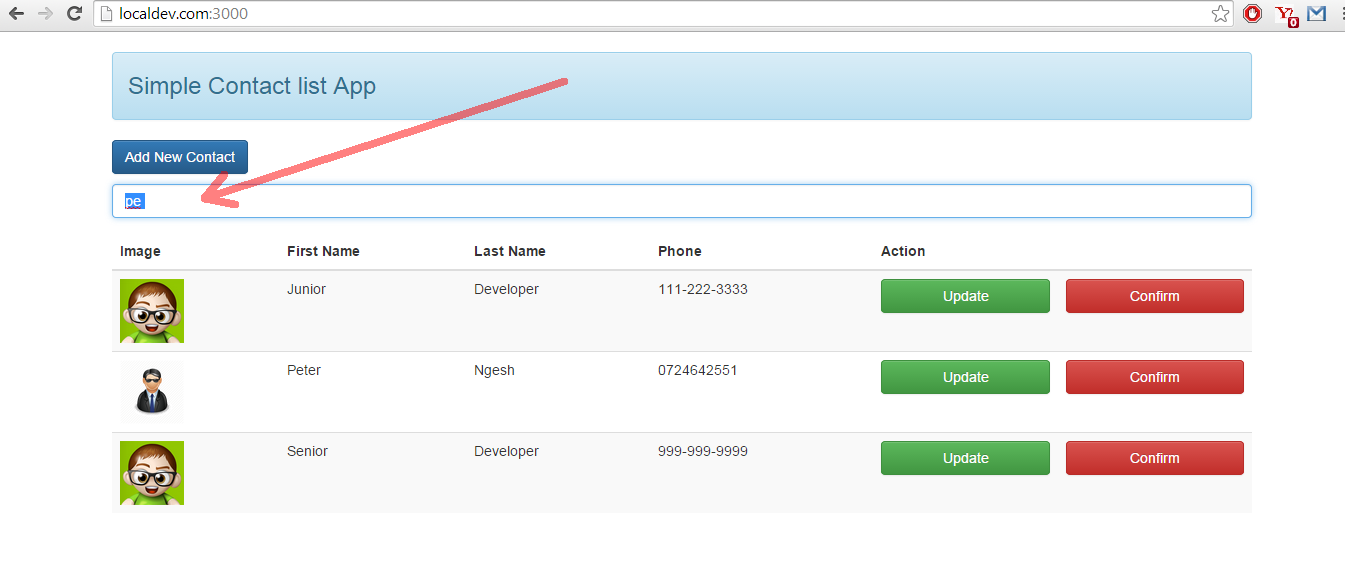 localdev.com:3000
0
Simple Contact list App
Add New Contact
pe
Image First Name Last Name Phone Action
Junior Developer 111-222-3333 Update Confirm
Peter Ngesh 0724642551 Update Confirm
Senior Developer 999-999-9999 Update Confirm